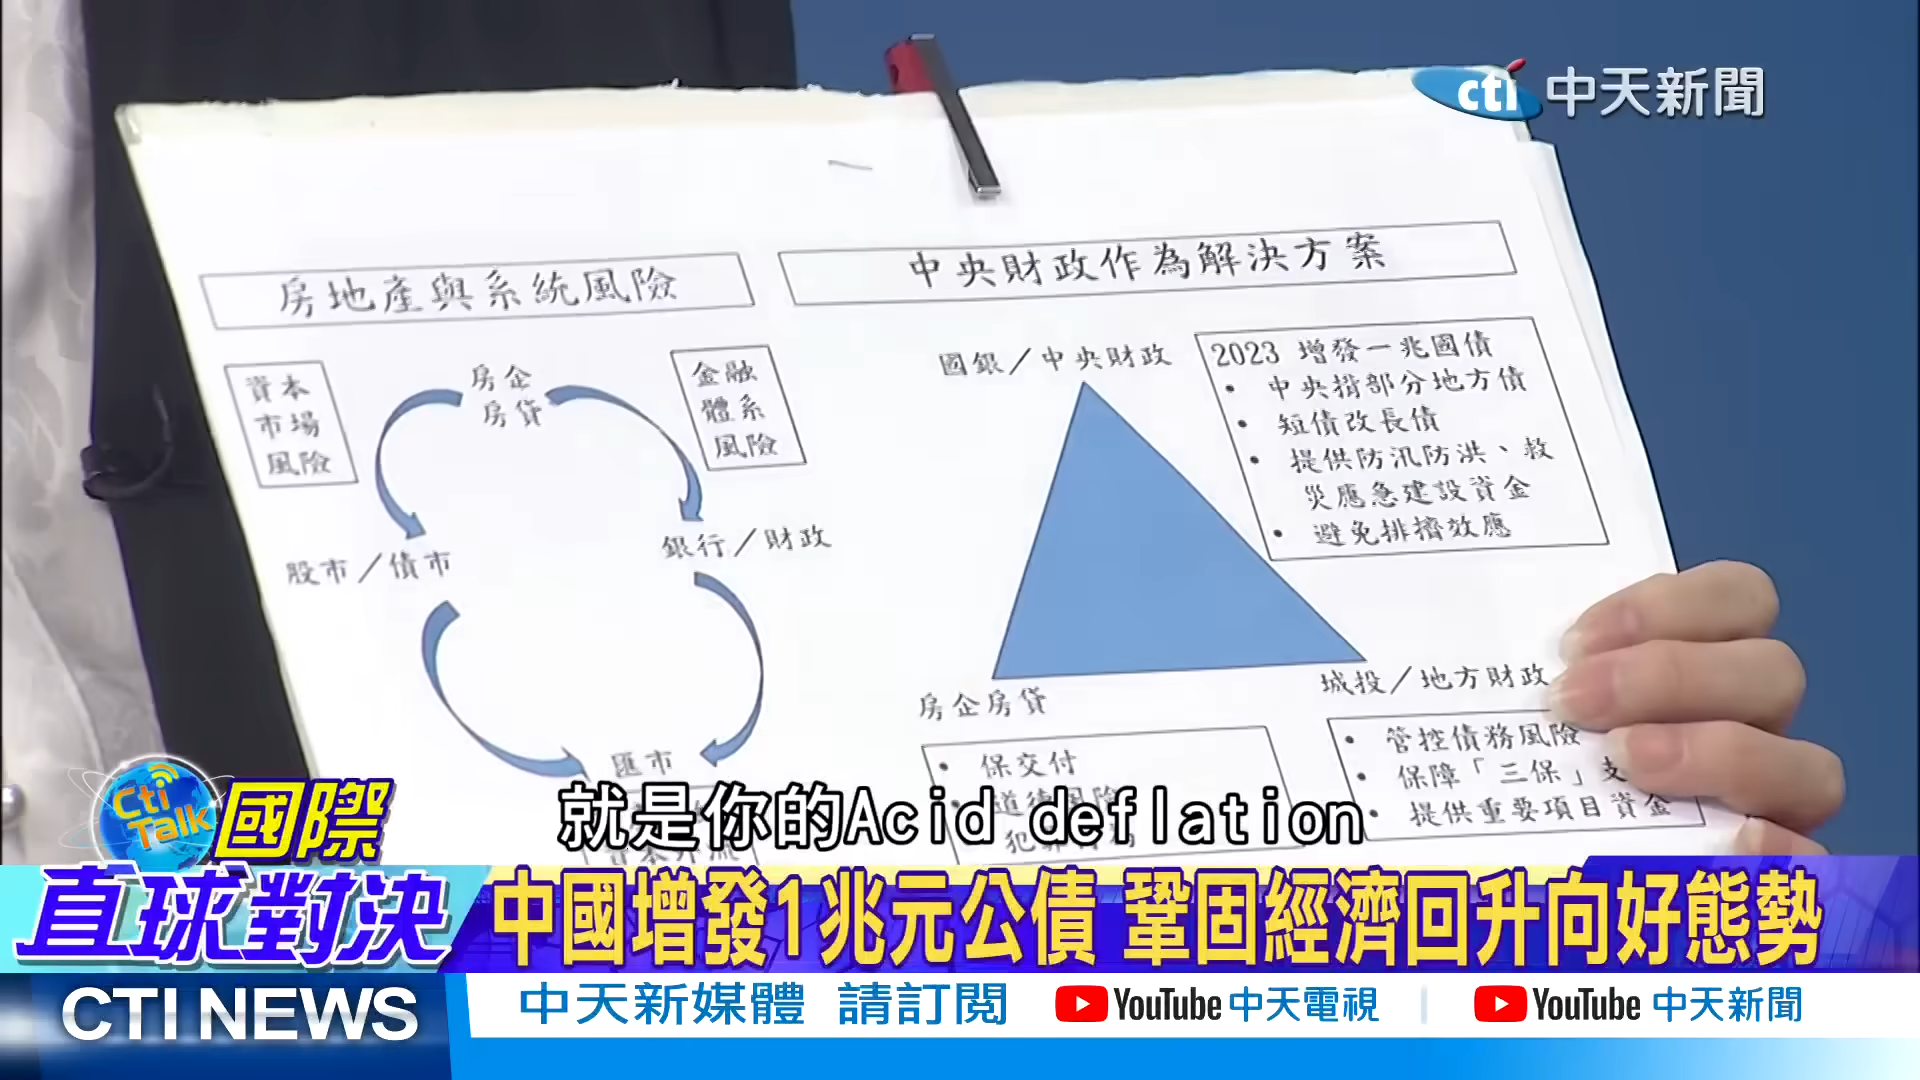 cti 中天新聞
房地產與系統風險
中央財政作為解決方案
資本
市場
風險
房企
房貸
金融
體系
風險
股市／債市
銀行／財政
匯市
國銀／中央財政
2023 增發一兆國債
• 中央揹部分地方債
• 短債改長債
• 提供防汛防洪、救
災應急建設資金
• 避免排擠效應
房企房貸
城投／地方財政
• 保交付
道德風險
• 管控債務風險
• 保障「三保」支
• 提供重要項目資金
就是你的Acid deflation
Cti Talk 國際
直球對決
中國增發1兆元公債 鞏固經濟回升向好態勢
CTI NEWS
中天新媒體 請訂閱 YouTube 中天電視 YouTube 中天新聞